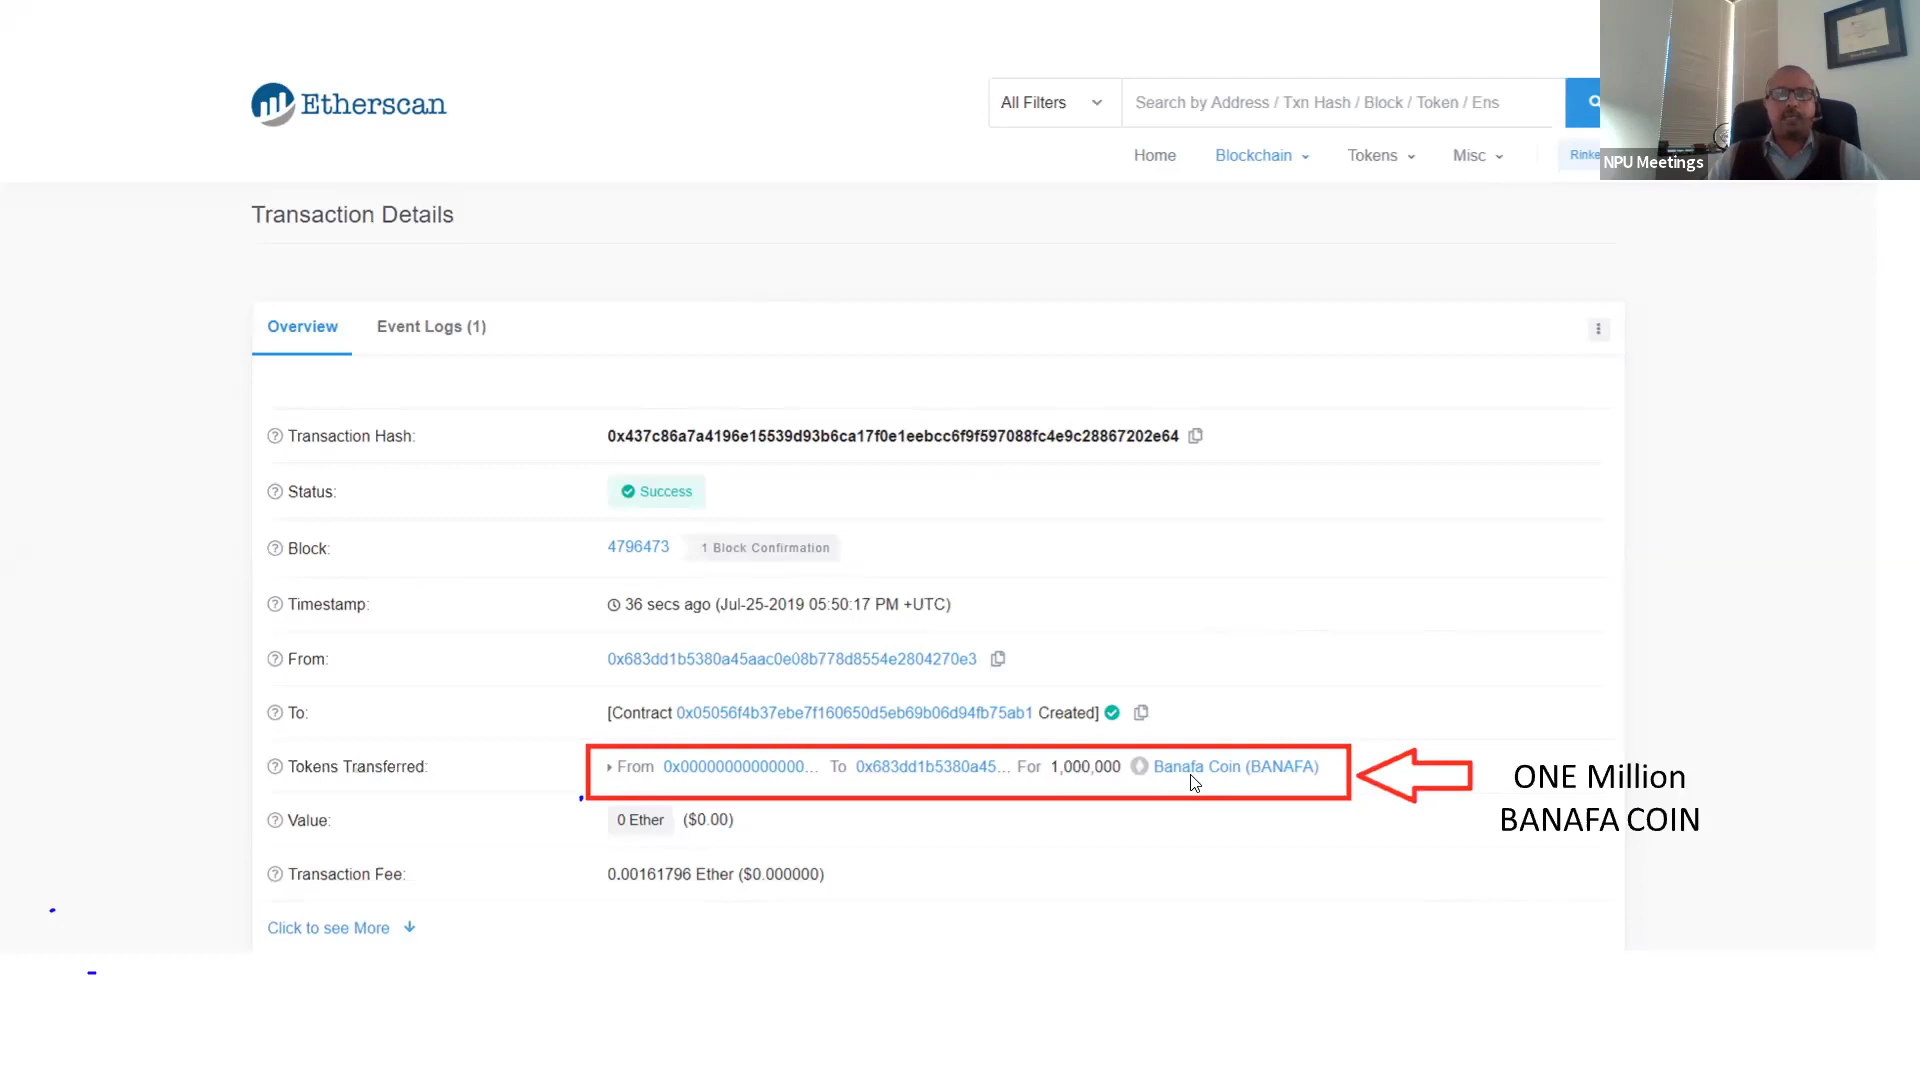 Etherscan
All Filters
Search by Address / Txn Hash / Block / Token / Ens
Home Blockchain Tokens Misc
NPU Meetings
Transaction Details
Overview Event Logs (1)
Transaction Hash: 0x437c86a7a4196e15539d93b6ca17f0e1eebcc6f9f597088fc4e9c28867202e64
Status: Success
Block: 4796473 1 Block Confirmation
Timestamp: 36 secs ago (Jul-25-2019 05:50:17 PM +UTC)
From: 0x683dd1b5380a45aac0e08b778d8554e2804270e3
To: [Contract 0x05056f4b37ebe7f160650d5eb69b06d94fb75ab1 Created]
Tokens Transferred: From 0x00000000000000... To 0x683dd1b5380a45... For 1,000,000 Banafa Coin (BANAFA)
ONE Million
BANAFA COIN
Value: 0 Ether ($0.00)
Transaction Fee: 0.00161796 Ether ($0.000000)
Click to see More